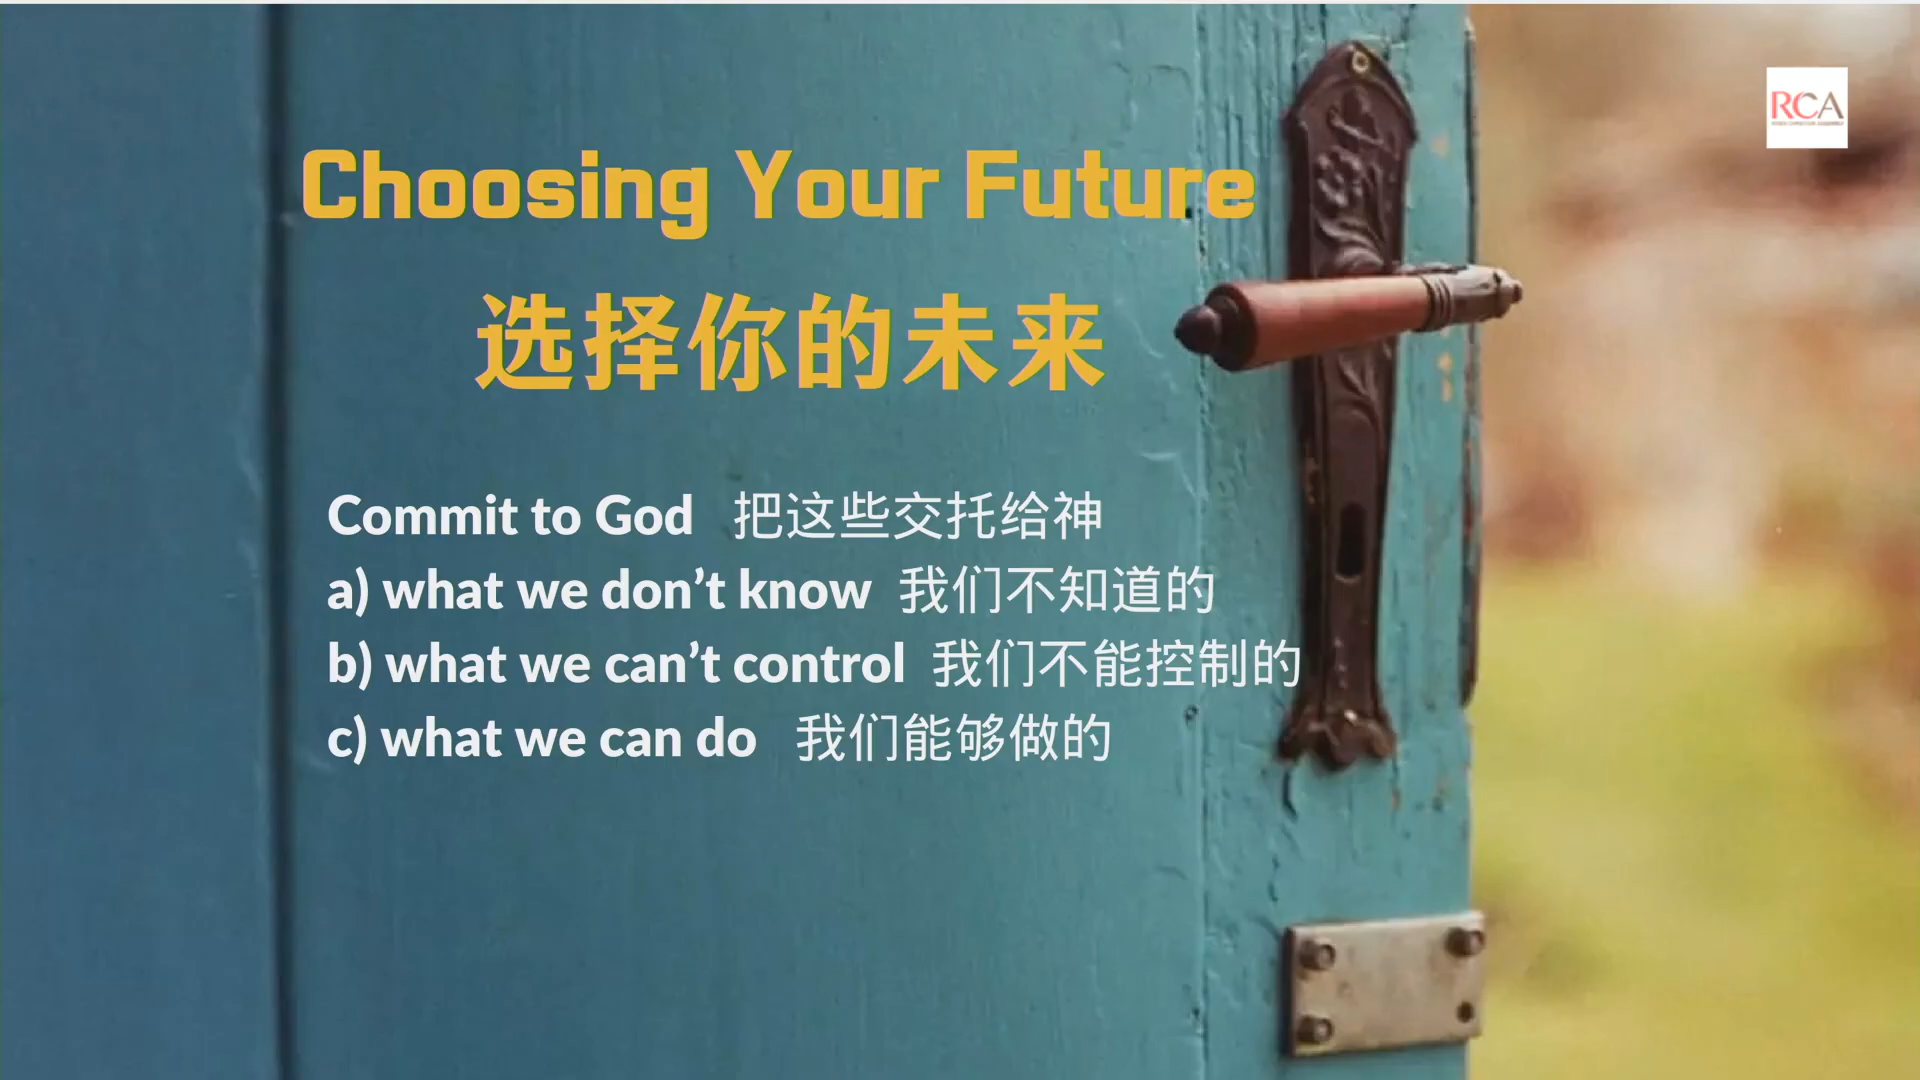 RCA
Choosing Your Future
选择你的未来
Commit to God 把这些交托给神
a) what we don’t know 我们不知道的
b) what we can’t control 我们不能控制的
c) what we can do 我们能够做的